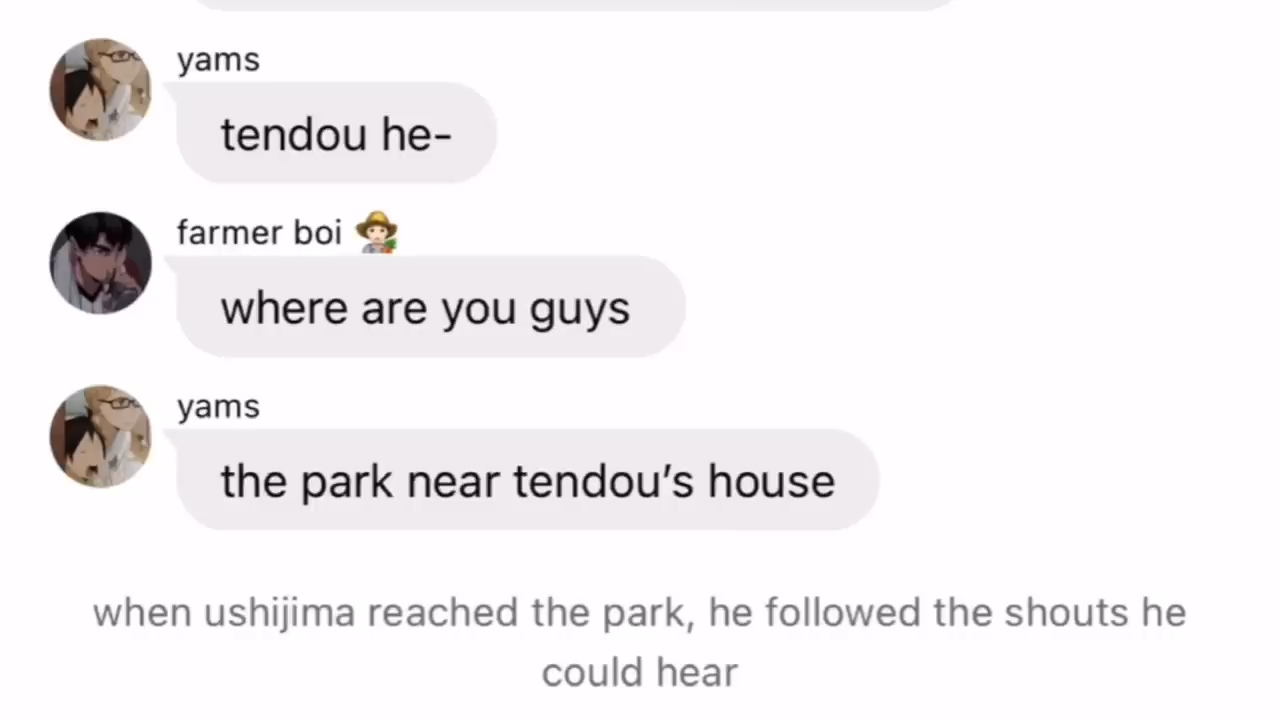 yams
tendou he-
farmer boi 🧑‍🌾
where are you guys
yams
the park near tendou’s house
when ushijima reached the park, he followed the shouts he
could hear